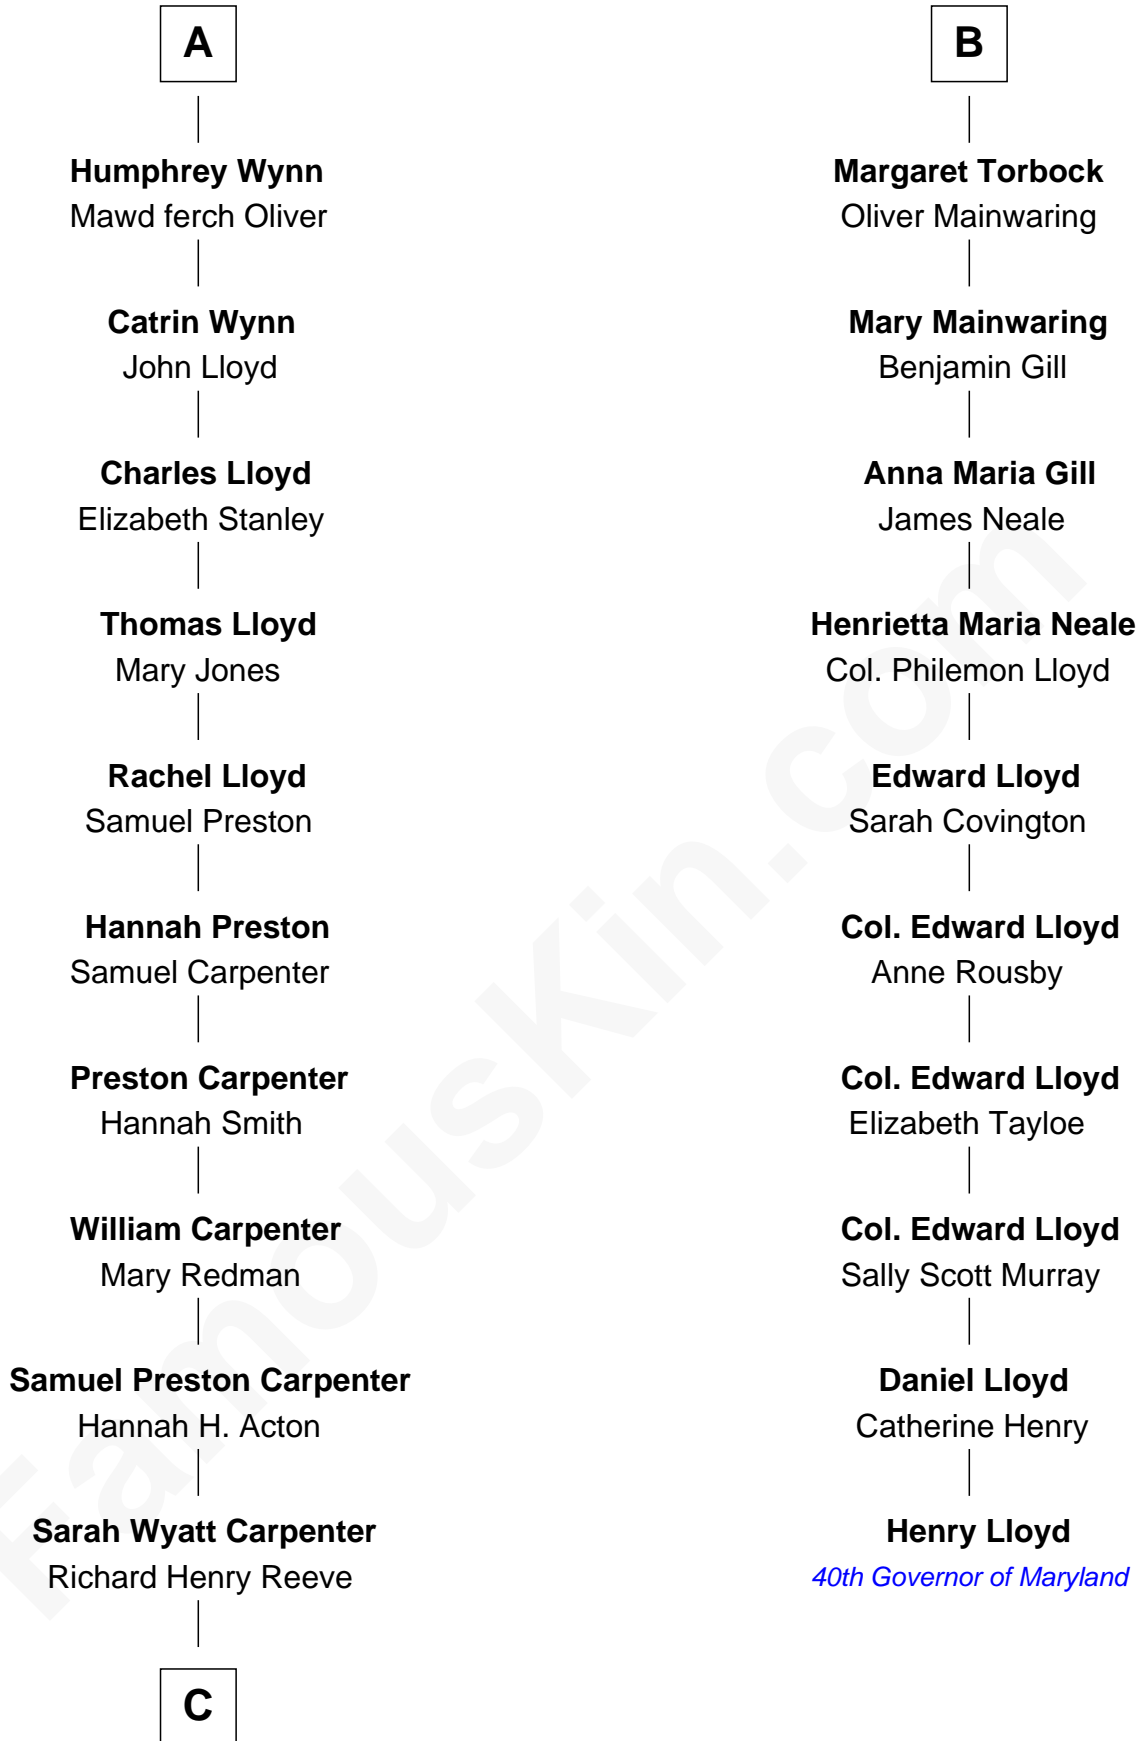 A
Humphrey Wynn
Mawd ferch Oliver
Catrin Wynn
John Lloyd
Charles Lloyd
Elizabeth Stanley
Thomas Lloyd
Mary Jones
Rachel Lloyd
Samuel Preston
Hannah Preston
Samuel Carpenter
Preston Carpenter
Hannah Smith
William Carpenter
Mary Redman
Samuel Preston Carpenter
Hannah H. Acton
Sarah Wyatt Carpenter
Richard Henry Reeve
C
B
Margaret Torbock
Oliver Mainwaring
Mary Mainwaring
Benjamin Gill
Anna Maria Gill
James Neale
Henrietta Maria Neale
Col. Philemon Lloyd
Edward Lloyd
Sarah Covington
Col. Edward Lloyd
Anne Rousby
Col. Edward Lloyd
Elizabeth Tayloe
Col. Edward Lloyd
Sally Scott Murray
Daniel Lloyd
Catherine Henry
Henry Lloyd
40th Governor of Maryland
FamousKin.com